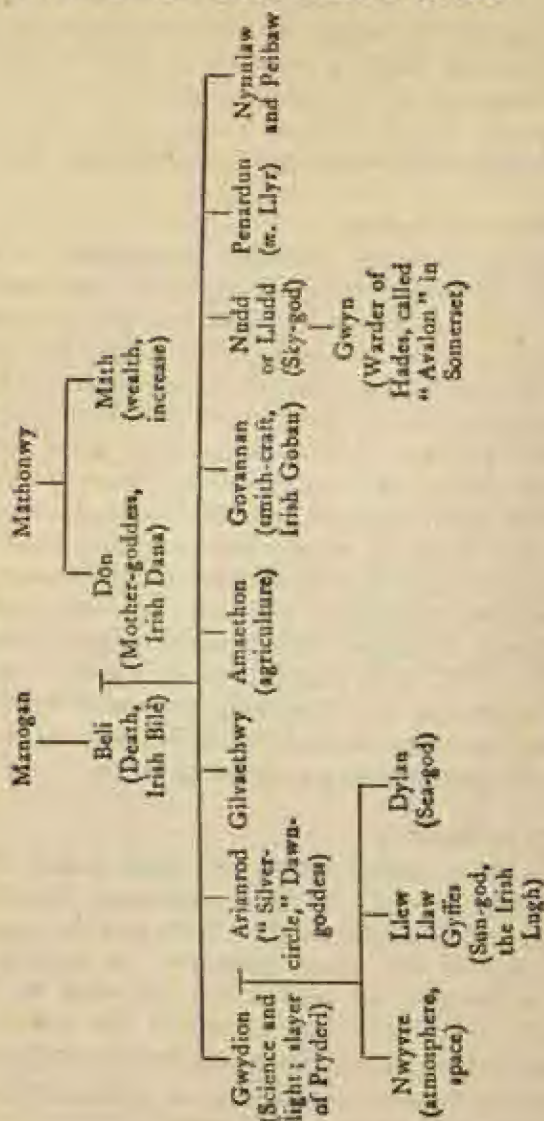 Manogan
Mathonwy
Beli
(Death,
Irish Bilé)
Dōn
(Mother-goddess,
Irish Dana)
Māth
(wealth,
increase)
Gwydion
(Science and
light; slayer
of Pryderi)
Arianrod
(“Silver-
circle,” Dawn-
goddess)
Gilvaethwy
Amaethon
(agriculture)
Govannan
(smith-craft,
Irish Goban)
Nudd
or Lludd
(Sky-god)
Penardun
(m. Llyr)
Nynniaw
and Peibaw
Nwyvre
(atmosphere,
space)
Llew
Llaw
Gyffes
(Sun-god,
the Irish
Lugh)
Dylan
(Sea-god)
Gwyn
(Warder of
Hades, called
“Avalon” in
Somerset)